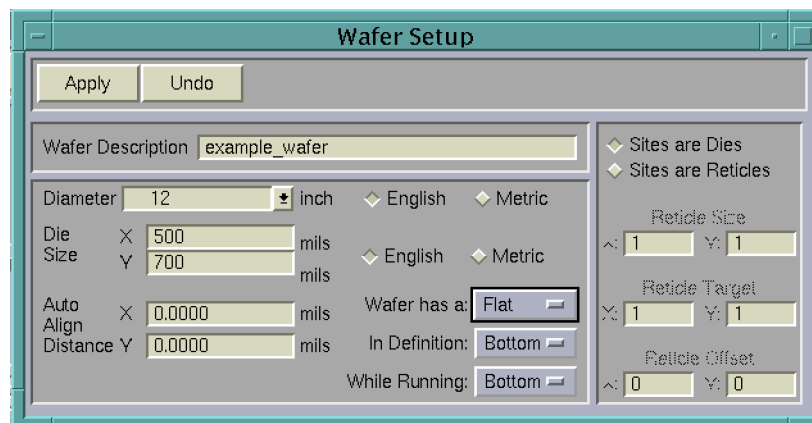 Wafer Setup
Apply Undo
Wafer Description example_wafer
Diameter 12 inch English Metric
Die Size X 500 mils
Y 700 mils
English Metric
Auto Align Distance X 0.0000 mils
Y 0.0000 mils
Wafer has a: Flat
In Definition: Bottom
While Running: Bottom
Sites are Dies
Sites are Reticles
Reticle Size
X: 1 Y: 1
Reticle Target
X: 1 Y: 1
Reticle Offset
X: 0 Y: 0